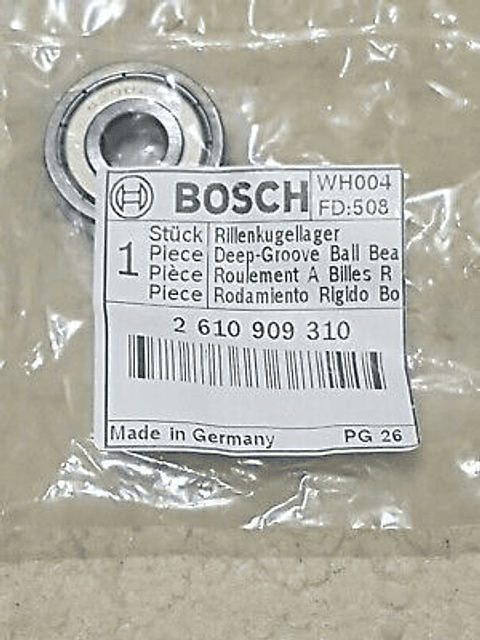 BOSCH
WH004
FD:508
1
Stück Rillenkugellager
Piece Deep-Groove Ball Bea
Pièce Roulement A Billes R
Piece Rodamiento Rigido Bo
2 610 909 310
Made in Germany PG 26